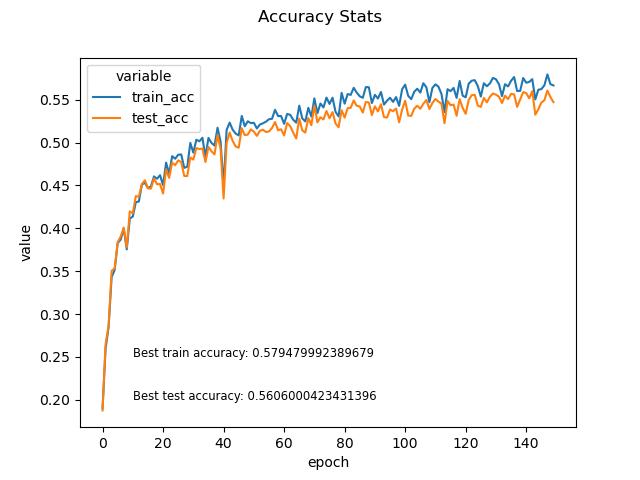 Accuracy Stats
variable
train_acc
test_acc
0.55
0.50
0.45
0.40
0.35
0.30
0.25
0.20
value
Best train accuracy: 0.579479992389679
Best test accuracy: 0.5606000423431396
0 20 40 60 80 100 120 140
epoch